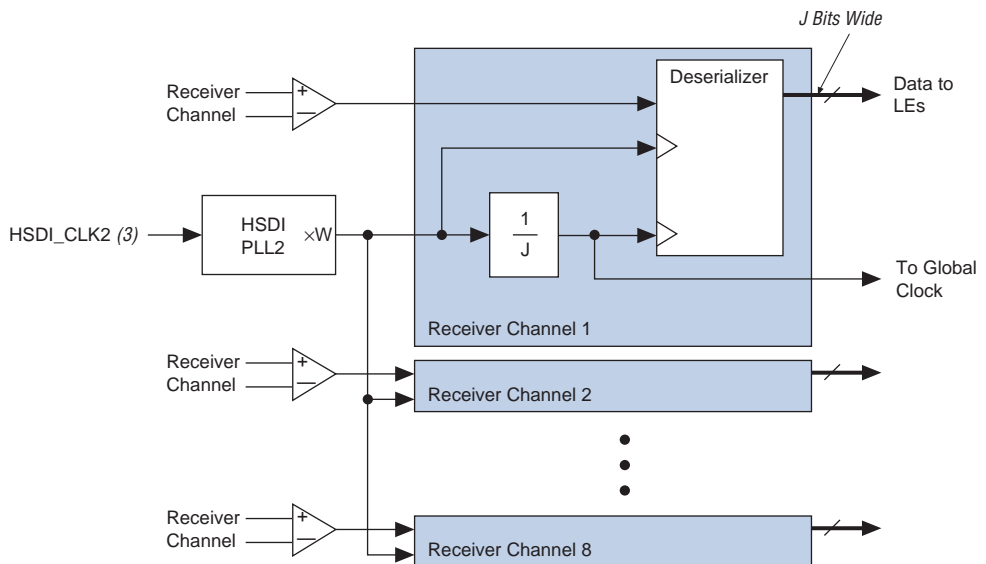 J Bits Wide
Deserializer
Receiver
Channel
+
—
Data to
LEs
HSDI_CLK2 (3)
HSDI
PLL2
×W
1
J
To Global
Clock
Receiver Channel 1
Receiver
Channel
+
—
Receiver Channel 2
Receiver
Channel
+
—
Receiver Channel 8